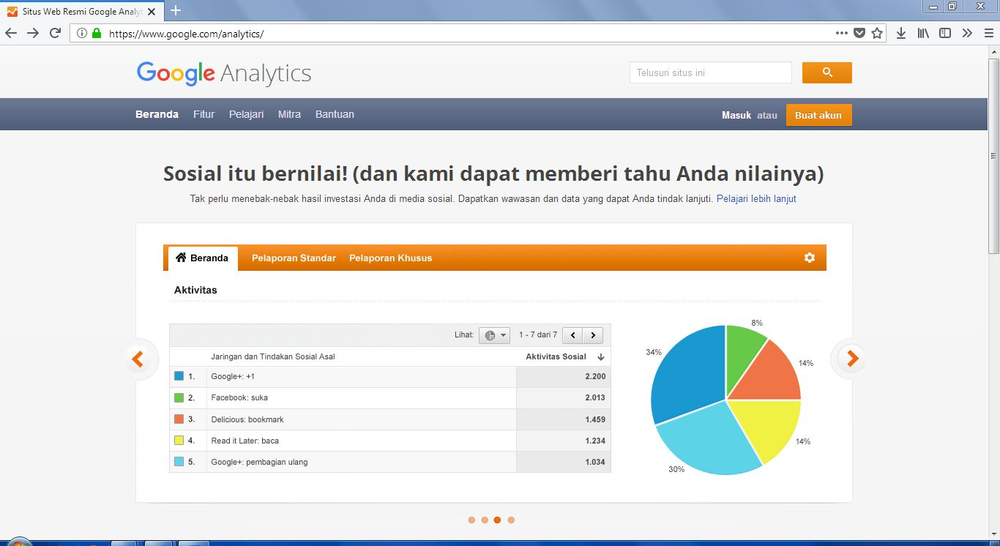 Situs Web Resmi Google Analyt
https://www.google.com/analytics/
Google Analytics
Telusuri situs ini
Beranda Fitur Pelajari Mitra Bantuan Masuk atau Buat akun
Sosial itu bernilai! (dan kami dapat memberi tahu Anda nilainya)
Tak perlu menebak-nebak hasil investasi Anda di media sosial. Dapatkan wawasan dan data yang dapat Anda tindak lanjuti. Pelajari lebih lanjut
Beranda Pelaporan Standar Pelaporan Khusus
Aktivitas
Lihat: 1 - 7 dari 7
Jaringan dan Tindakan Sosial Asal Aktivitas Sosial
1. Google+: +1 2.200
2. Facebook: suka 2.013
3. Delicious: bookmark 1.459
4. Read it Later: baca 1.234
5. Google+: pembagian ulang 1.034
8%
34%
14%
14%
30%